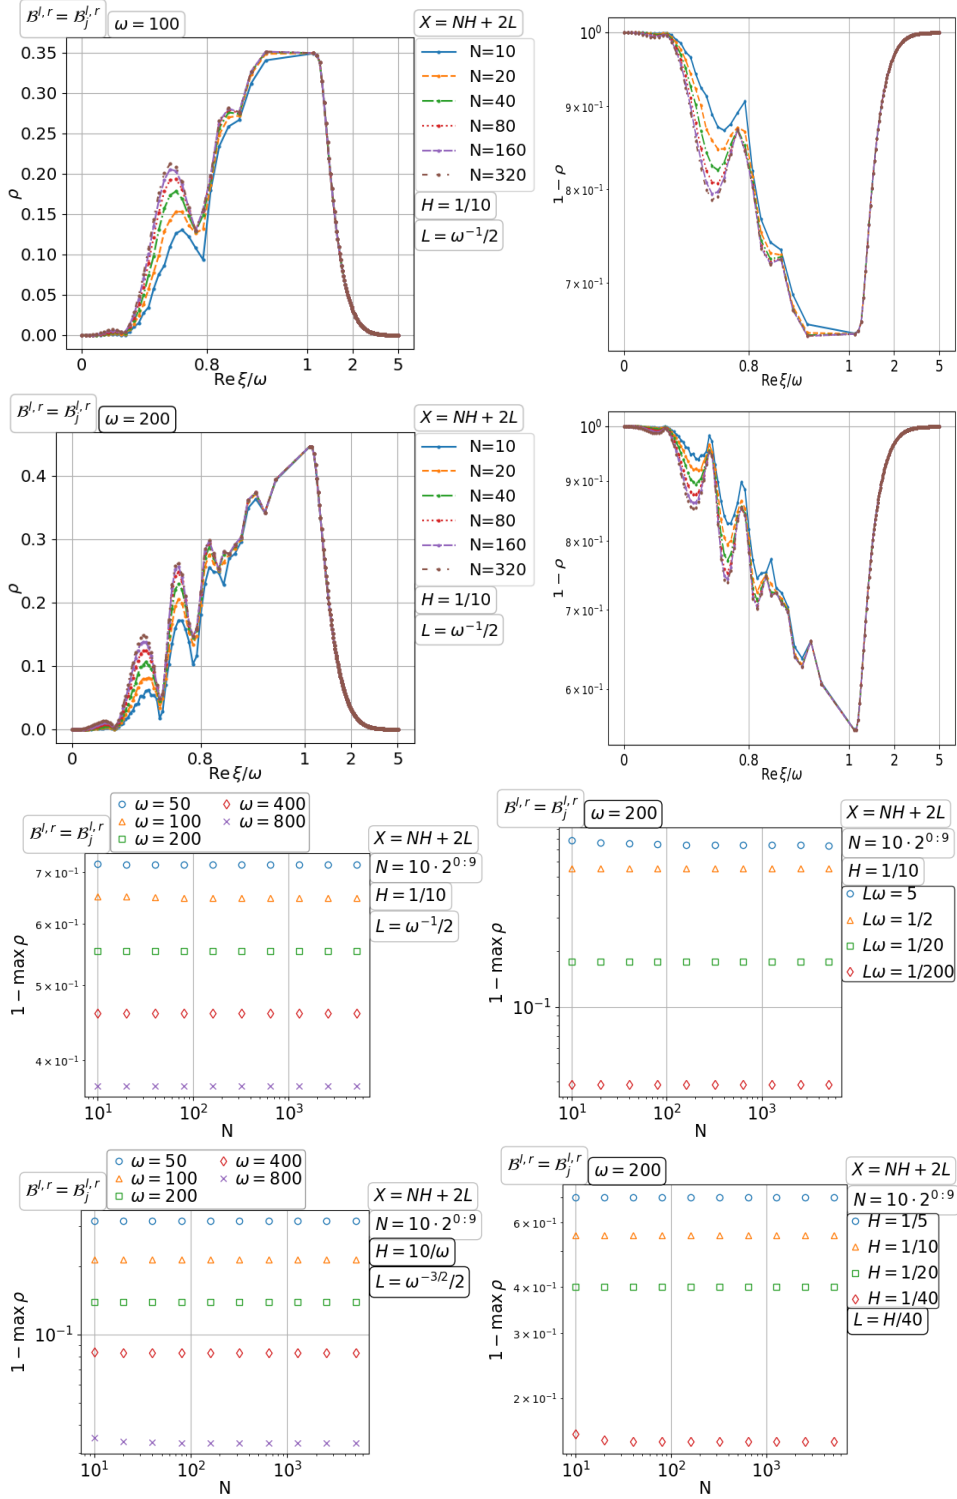 ℬ^{l,r} = ℬ_j^{l,r}
ω = 100
X = NH + 2L
N=10
N=20
N=40
N=80
N=160
N=320
H = 1/10
L = ω^{-1}/2
0.35
0.30
0.25
0.20
0.15
0.10
0.05
0.00
ρ
0 0.8 1 2 5
Re ξ/ω
10^0
9 × 10^{-1}
8 × 10^{-1}
7 × 10^{-1}
1 − ρ
0 0.8 1 2 5
Re ξ/ω
ℬ^{l,r} = ℬ_j^{l,r}
ω = 200
X = NH + 2L
N=10
N=20
N=40
N=80
N=160
N=320
H = 1/10
L = ω^{-1}/2
0.4
0.3
0.2
0.1
0.0
ρ
0 0.8 1 2 5
Re ξ/ω
10^0
9 × 10^{-1}
8 × 10^{-1}
7 × 10^{-1}
6 × 10^{-1}
1 − ρ
0 0.8 1 2 5
Re ξ/ω
ℬ^{l,r} = ℬ_j^{l,r}
ω = 50
ω = 100
ω = 200
ω = 400
ω = 800
X = NH + 2L
N = 10 · 2^{0:9}
H = 1/10
L = ω^{-1}/2
7 × 10^{-1}
6 × 10^{-1}
5 × 10^{-1}
4 × 10^{-1}
1 − max ρ
10^1 10^2 10^3
N
ℬ^{l,r} = ℬ_j^{l,r}
ω = 200
X = NH + 2L
N = 10 · 2^{0:9}
H = 1/10
Lω = 5
Lω = 1/2
Lω = 1/20
Lω = 1/200
10^{-1}
1 − max ρ
10^1 10^2 10^3
N
ℬ^{l,r} = ℬ_j^{l,r}
ω = 50
ω = 100
ω = 200
ω = 400
ω = 800
X = NH + 2L
N = 10 · 2^{0:9}
H = 10/ω
L = ω^{-3/2}/2
10^{-1}
1 − max ρ
10^1 10^2 10^3
N
ℬ^{l,r} = ℬ_j^{l,r}
ω = 200
X = NH + 2L
N = 10 · 2^{0:9}
H = 1/5
H = 1/10
H = 1/20
H = 1/40
L = H/40
6 × 10^{-1}
4 × 10^{-1}
3 × 10^{-1}
2 × 10^{-1}
1 − max ρ
10^1 10^2 10^3
N